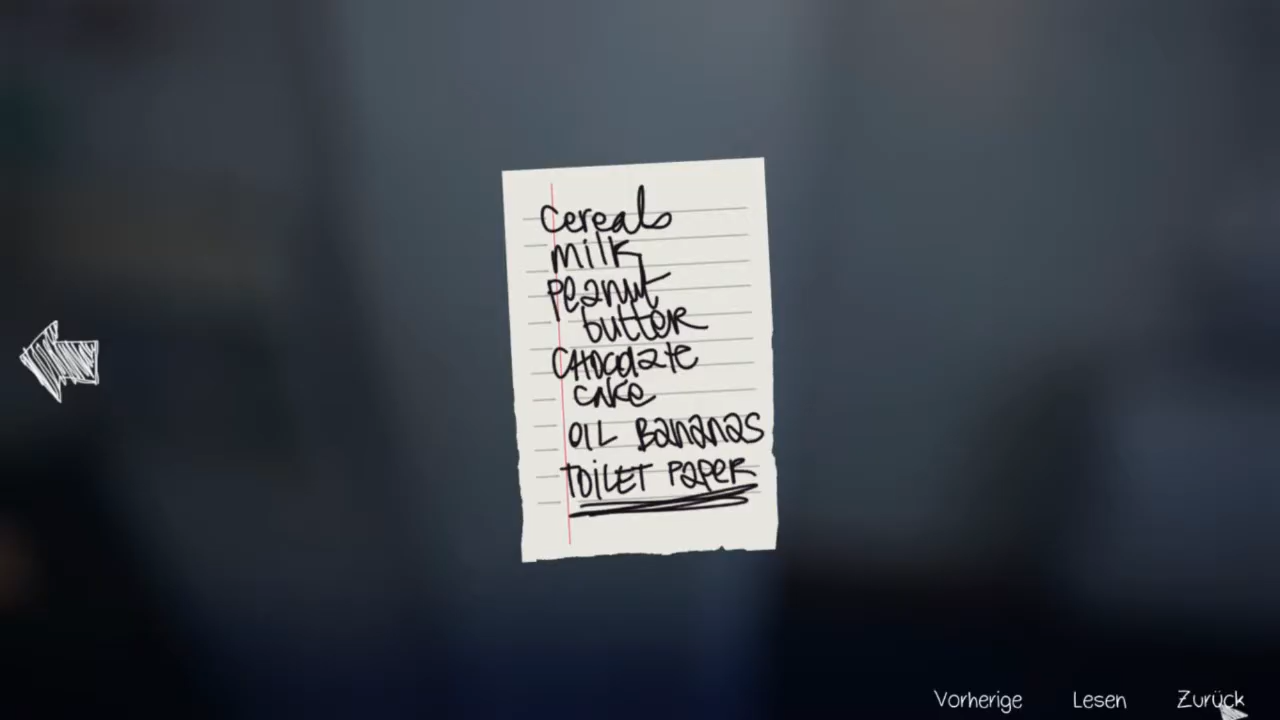 cereals
milk
Peanut
butter
CHocolate
cake
OIL Bananas
TOILET PaPeR
Vorherige Lesen Zurück